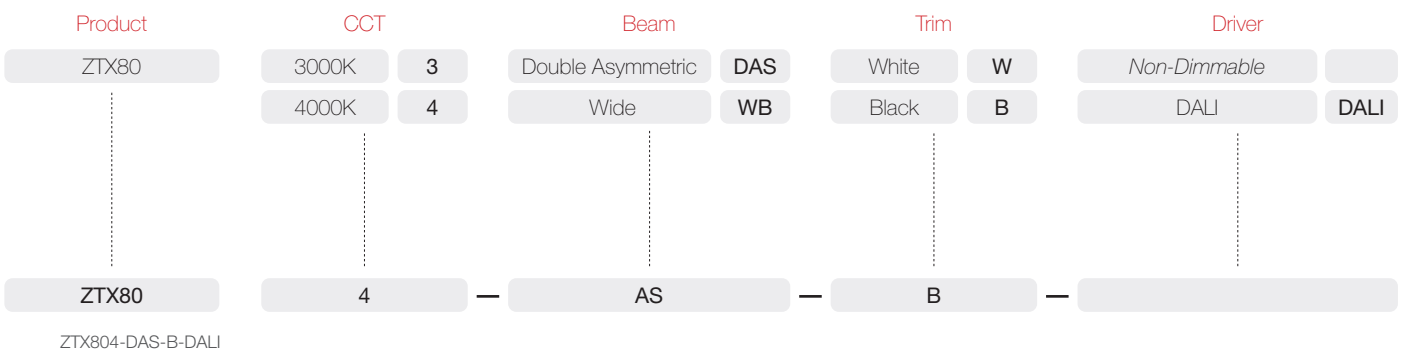 Product CCT Beam Trim Driver
ZTX80 3000K 3 Double Asymmetric DAS White W Non-Dimmable
4000K 4 Wide WB Black B DALI DALI
ZTX80 4 — AS — B —
ZTX804-DAS-B-DALI